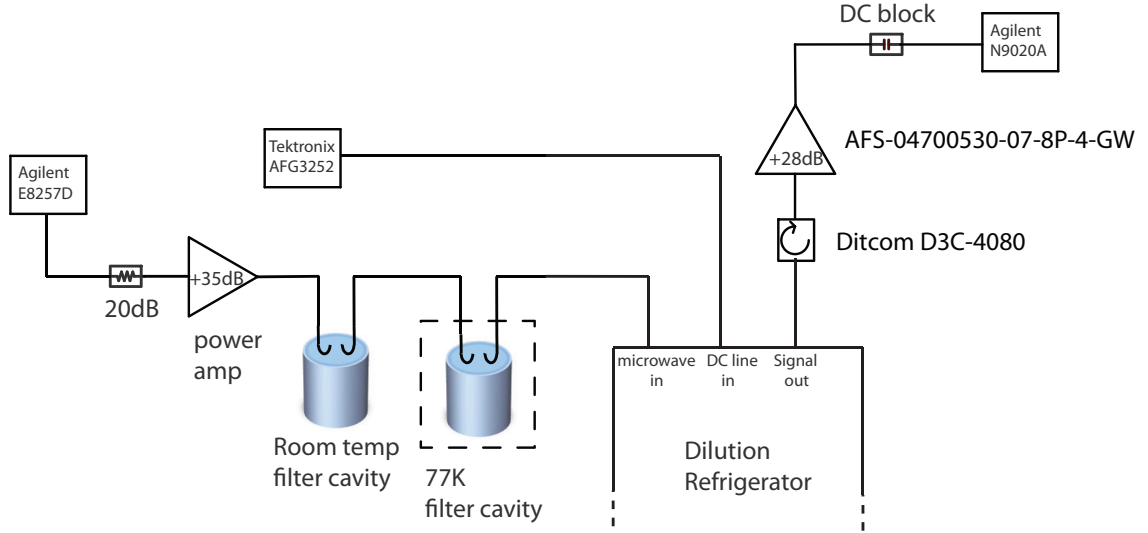 DC block
Agilent
N9020A
AFS-04700530-07-8P-4-GW
+28dB
Tektronix
AFG3252
Agilent
E8257D
Ditcom D3C-4080
+35dB
20dB
power
amp
microwave
in
DC line
in
Signal
out
Room temp
filter cavity
77K
filter cavity
Dilution
Refrigerator